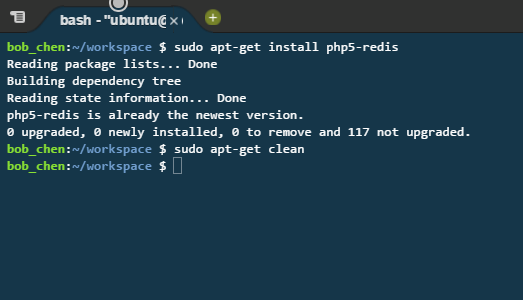 bash - "ubuntu@
bob_chen:~/workspace $ sudo apt-get install php5-redis
Reading package lists... Done
Building dependency tree
Reading state information... Done
php5-redis is already the newest version.
0 upgraded, 0 newly installed, 0 to remove and 117 not upgraded.
bob_chen:~/workspace $ sudo apt-get clean
bob_chen:~/workspace $